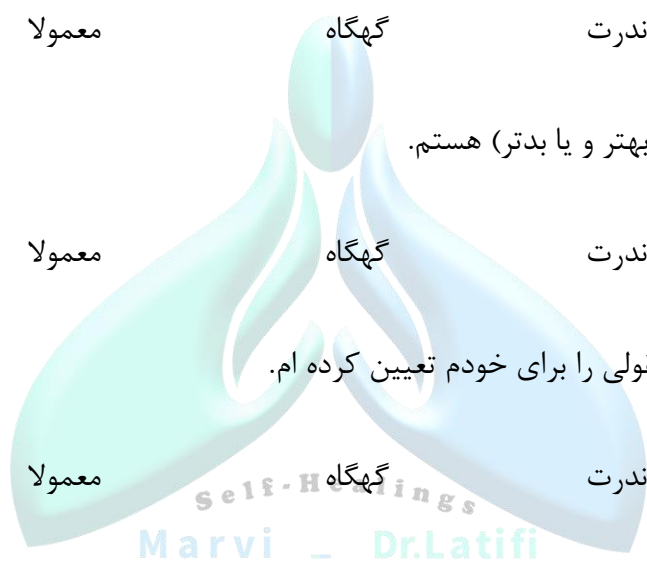 ندرت گهگاه معمولا
بهتر و یا بدتر) هستم.
ندرت گهگاه معمولا
را برای خودم تعیین کرده ام.
ندرت گهگاه معمولا
Self-Healings
Marvi _ Dr.Latifi